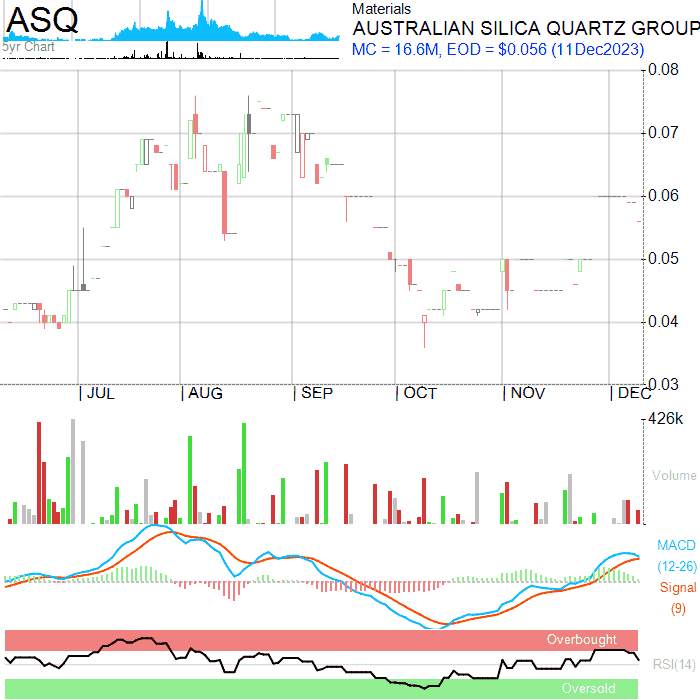 ASQ
5yr Chart
Materials
AUSTRALIAN SILICA QUARTZ GROUP
MC = 16.6M, EOD = $0.056 (11Dec2023)
0.08
0.07
0.06
0.05
0.04
0.03
JUL AUG SEP OCT NOV DEC
426k
Volume
MACD
(12-26)
Signal
(9)
Overbought
RSI(14)
Oversold